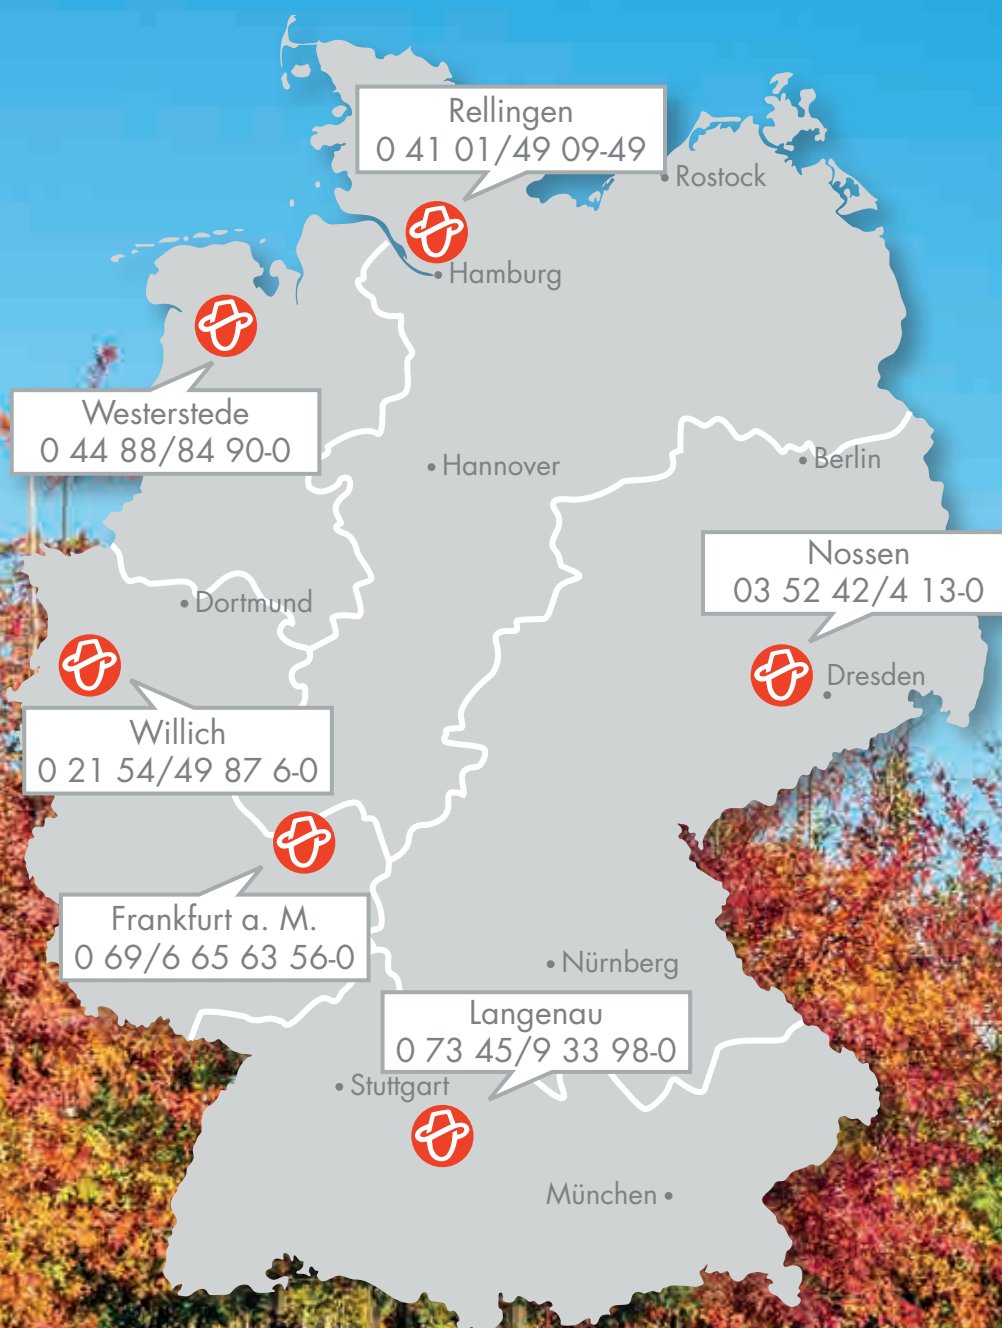 Rellingen
0 41 01/49 09-49
Rostock
Hamburg
Westerstede
0 44 88/84 90-0
Hannover
Berlin
Nossen
03 52 42/4 13-0
Dortmund
Dresden
Willich
0 21 54/49 87 6-0
Frankfurt a. M.
0 69/6 65 63 56-0
Nürnberg
Langenau
0 73 45/9 33 98-0
Stuttgart
München